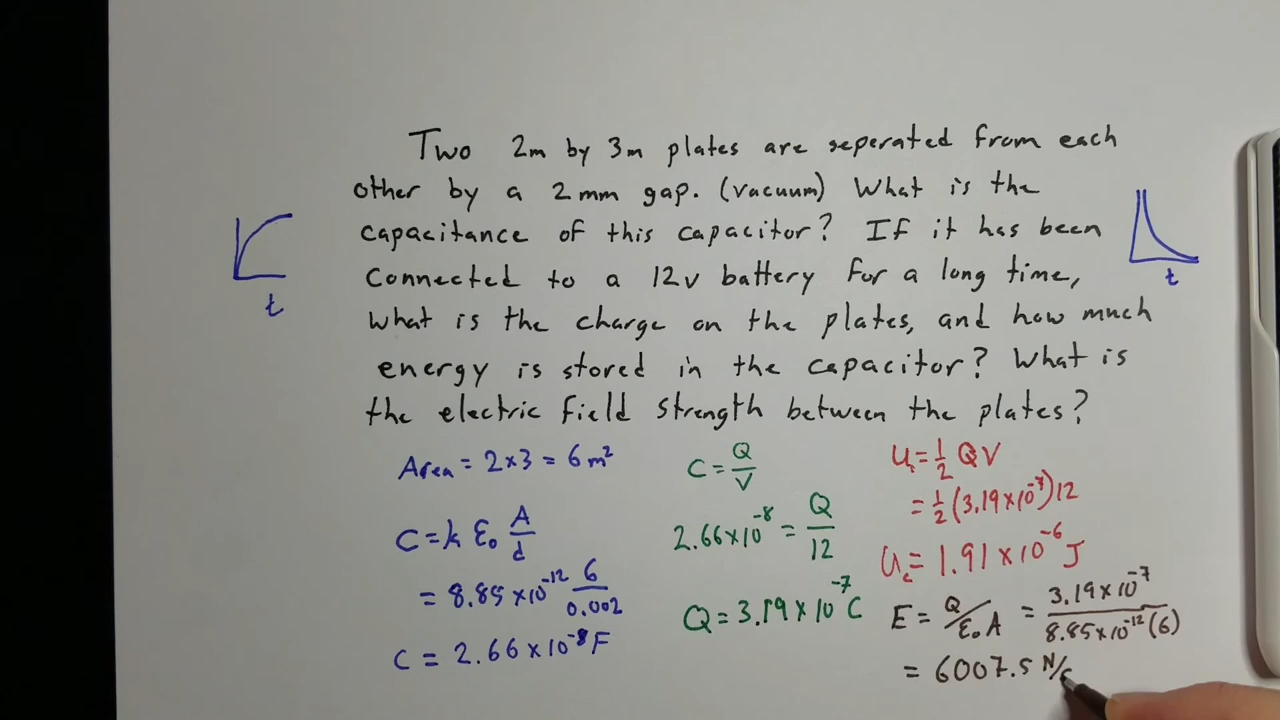 Two 2m by 3m plates are seperated from each
other by a 2mm gap. (vacuum) What is the
capacitance of this capacitor? If it has been
connected to a 12v battery for a long time,
what is the charge on the plates, and how much
energy is stored in the capacitor? What is
the electric field strength between the plates?
t
t
Area = 2×3 = 6m²
C = k ε₀ A/d
= 8.85×10⁻¹² 6/0.002
C = 2.66×10⁻⁸F
C = Q/V
2.66×10⁻⁸ = Q/12
Q = 3.19×10⁻⁷C
U꜀ = 1/2 QV
= 1/2 (3.19×10⁻⁷)12
U꜀ = 1.91×10⁻⁶J
E = Q/ε₀A = 3.19×10⁻⁷/8.85×10⁻¹²(6)
= 6007.5 N/